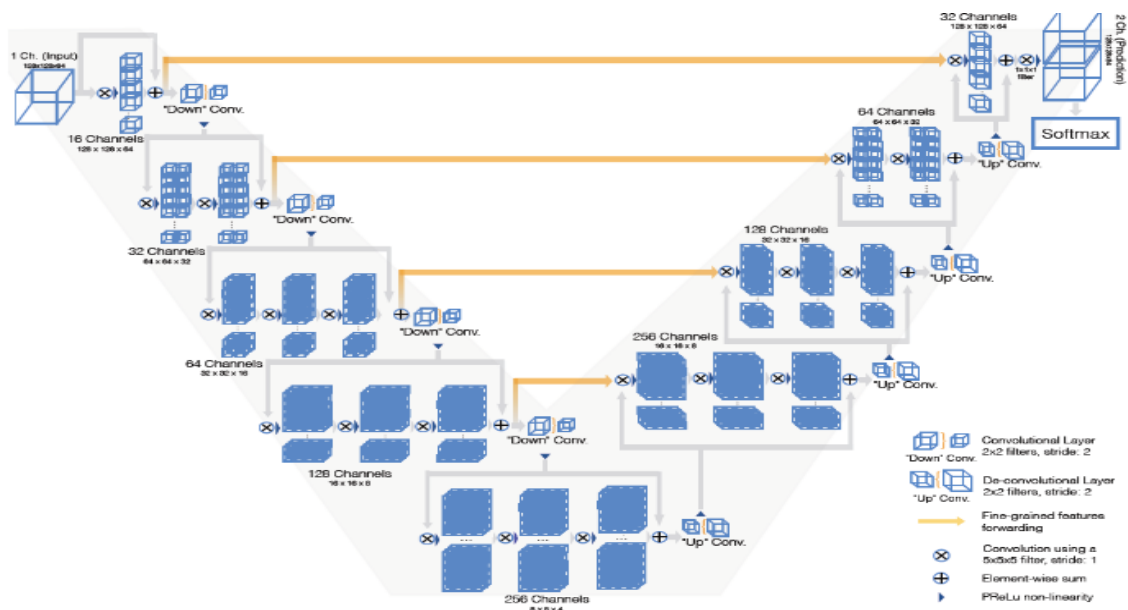 1 Ch. (Input)
128x128x64
"Down" Conv.
16 Channels
128 x 128 x 64
"Down" Conv.
32 Channels
64 x 64 x 32
"Down" Conv.
64 Channels
32 x 32 x 16
"Down" Conv.
128 Channels
16 x 16 x 8
256 Channels
8 x 8 x 4
"Up" Conv.
256 Channels
16 x 16 x 8
"Up" Conv.
128 Channels
32 x 32 x 16
"Up" Conv.
64 Channels
64 x 64 x 32
"Up" Conv.
32 Channels
128 x 128 x 64
1x1x1
filter
2 Ch. (Prediction)
128x128x64
Softmax
"Down" Conv.
Convolutional Layer
2x2 filters, stride: 2
"Up" Conv.
De-convolutional Layer
2x2 filters, stride: 2
Fine-grained features
forwarding
Convolution using a
5x5x5 filter, stride: 1
Element-wise sum
PReLu non-linearity